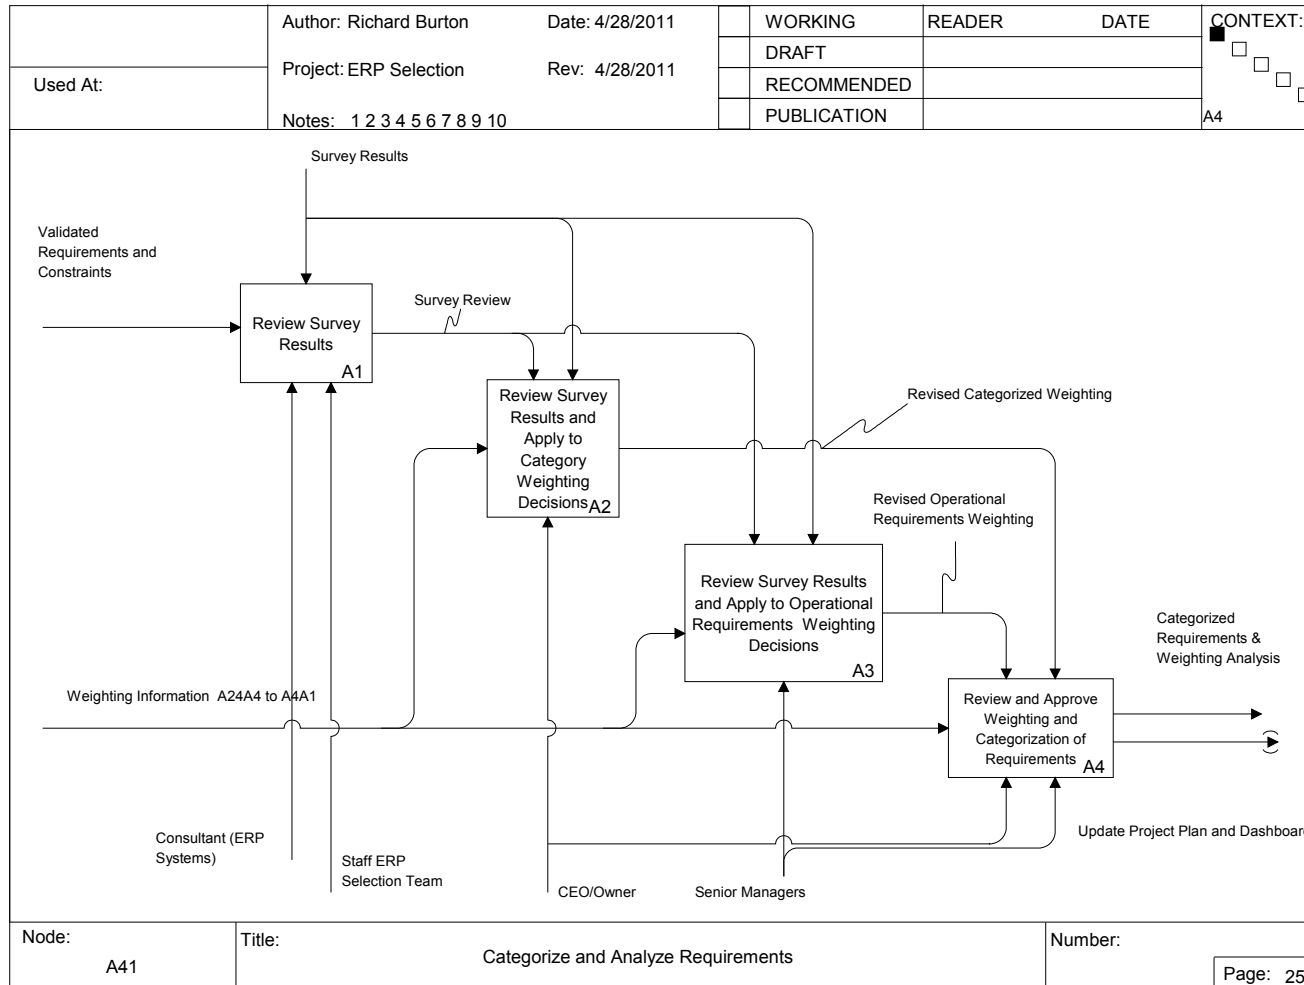 Author: Richard Burton
Date: 4/28/2011
WORKING
READER
DATE
CONTEXT:
DRAFT
Used At:
Project: ERP Selection
Rev: 4/28/2011
RECOMMENDED
Notes: 1 2 3 4 5 6 7 8 9 10
PUBLICATION
A4
Survey Results
Validated
Requirements and
Constraints
Survey Review
Review Survey
Results
A1
Review Survey
Results and
Apply to
Category
Weighting
Decisions
A2
Revised Categorized Weighting
Revised Operational
Requirements Weighting
Review Survey Results
and Apply to Operational
Requirements Weighting
Decisions
A3
Categorized
Requirements &
Weighting Analysis
Weighting Information A24A4 to A4A1
Review and Approve
Weighting and
Categorization of
Requirements
A4
Update Project Plan and Dashboar
Consultant (ERP
Systems)
Staff ERP
Selection Team
CEO/Owner
Senior Managers
Node:
A41
Title:
Categorize and Analyze Requirements
Number:
Page: 25